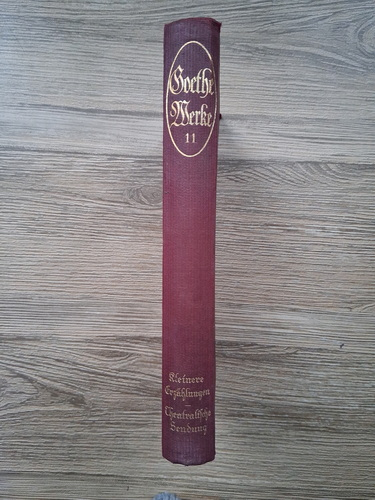 Goethe
Werke
11
Kleinere
Erzählungen
–
Theatralische
Sendung